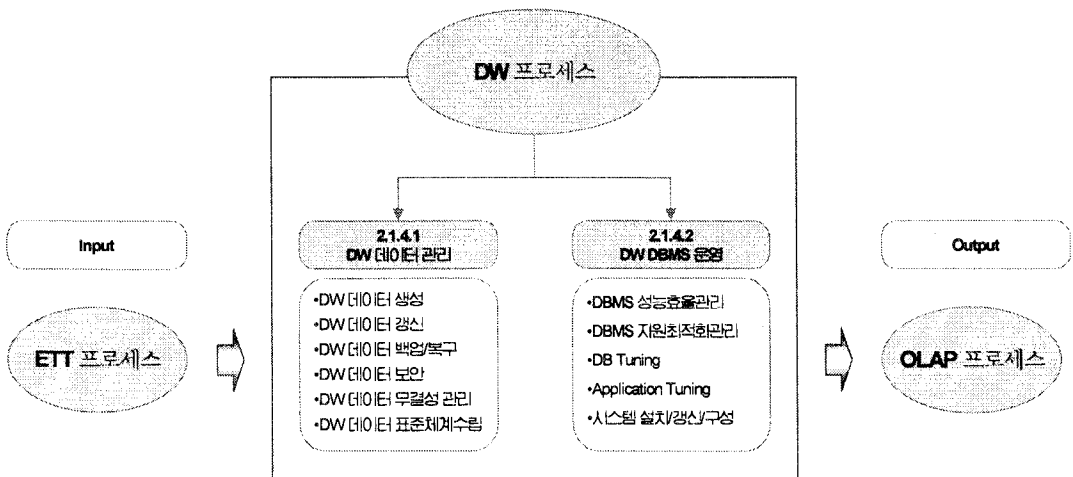 DW 프로세스
Input
ETT 프로세스
2.1.4.1
DW 데이터 관리
•DW 데이터 생성
•DW 데이터 갱신
•DW 데이터 백업/복구
•DW 데이터 보안
•DW 데이터 무결성 관리
•DW 데이터 표준체계수립
2.1.4.2
DW DBMS 운영
•DBMS 성능효율관리
•DBMS 자원최적화관리
•DB Tuning
•Application Tuning
•시스템 설치/갱신/구성
Output
OLAP 프로세스